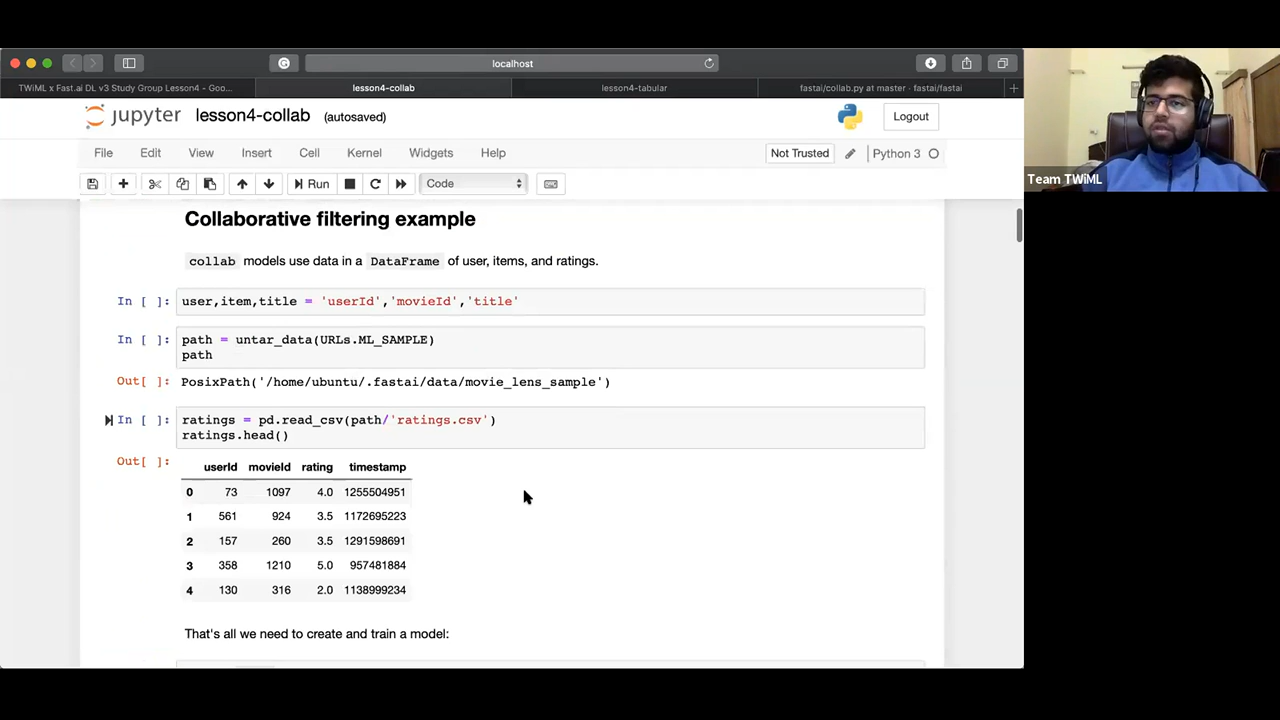 localhost
TWiML x Fast.ai DL v3 Study Group Lesson4 - Goo...
lesson4-collab
lesson4-tabular
fastai/collab.py at master · fastai/fastai
jupyter lesson4-collab (autosaved)
Logout
File Edit View Insert Cell Kernel Widgets Help
Not Trusted
Python 3
Run
Code
Team TWiML
Collaborative filtering example
collab models use data in a DataFrame of user, items, and ratings.
In [ ]: user,item,title = 'userId','movieId','title'
In [ ]: path = untar_data(URLs.ML_SAMPLE)
path
Out[ ]: PosixPath('/home/ubuntu/.fastai/data/movie_lens_sample')
In [ ]: ratings = pd.read_csv(path/'ratings.csv')
ratings.head()
Out[ ]:
userId movieId rating timestamp
0 73 1097 4.0 1255504951
1 561 924 3.5 1172695223
2 157 260 3.5 1291598691
3 358 1210 5.0 957481884
4 130 316 2.0 1138999234
That's all we need to create and train a model: